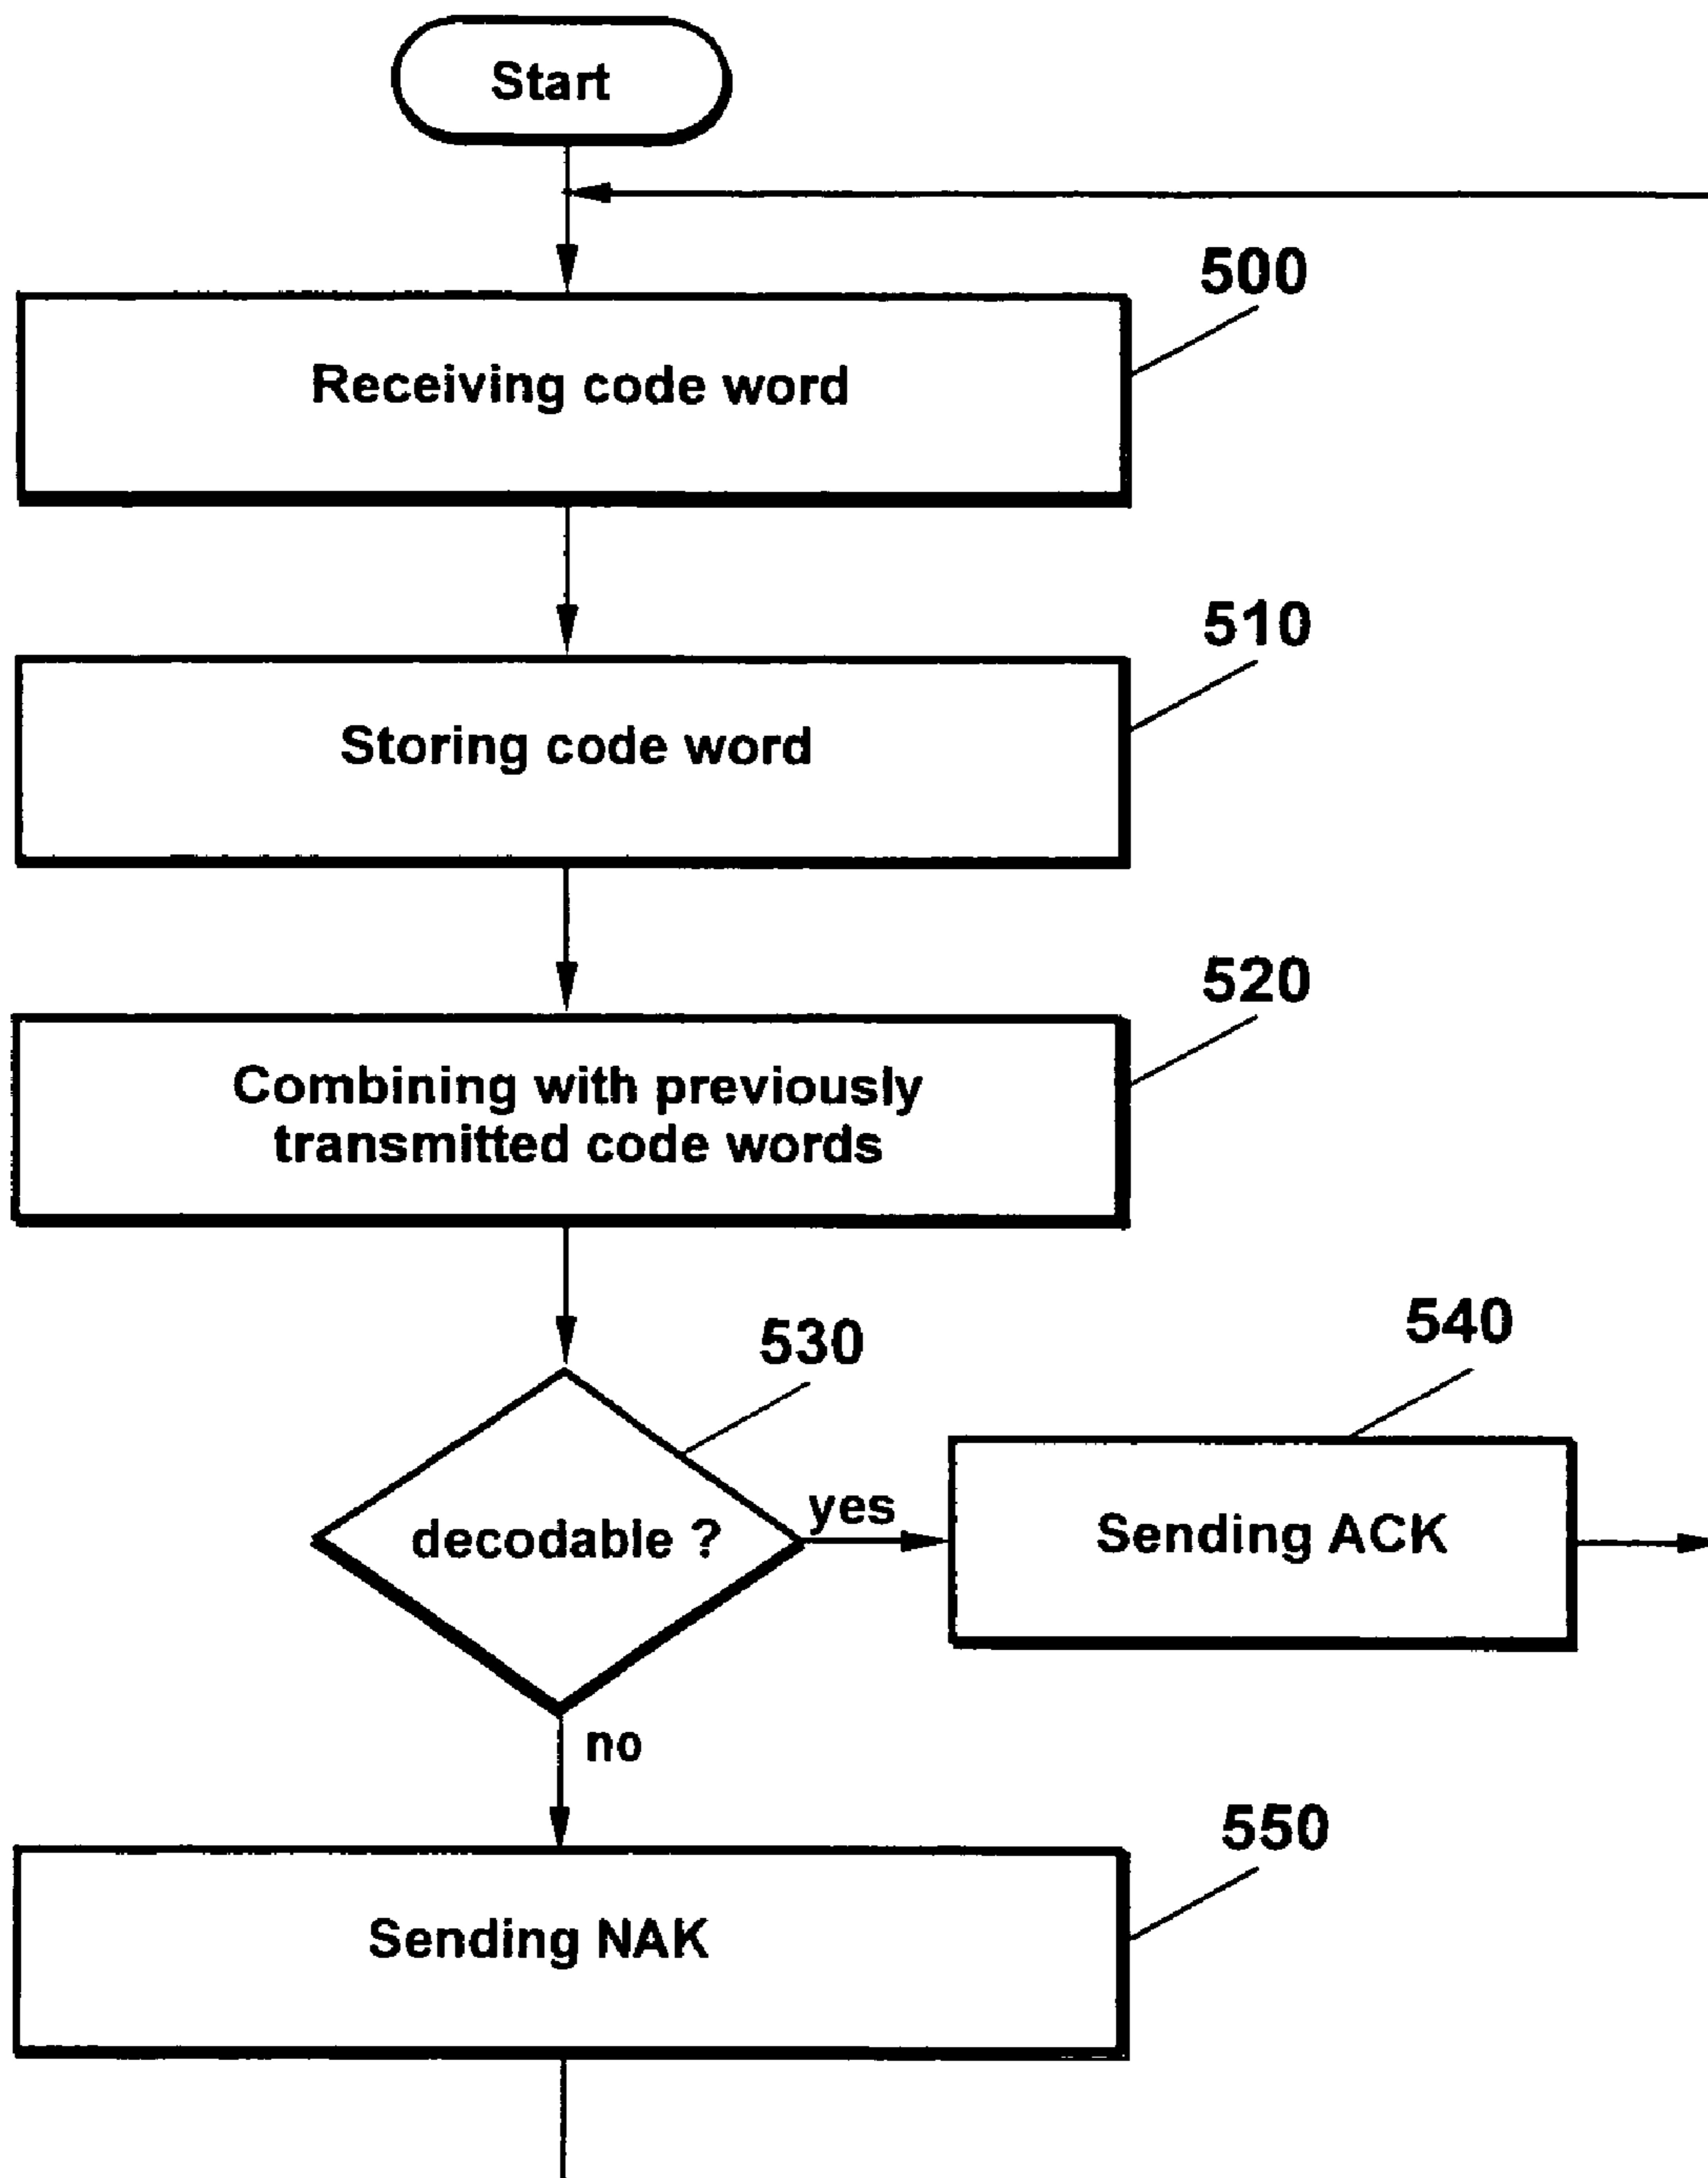 Start
500
Receiving code word
510
Storing code word
520
Combining with previously
transmitted code words
530
540
decodable ?
yes
Sending ACK
no
550
Sending NAK